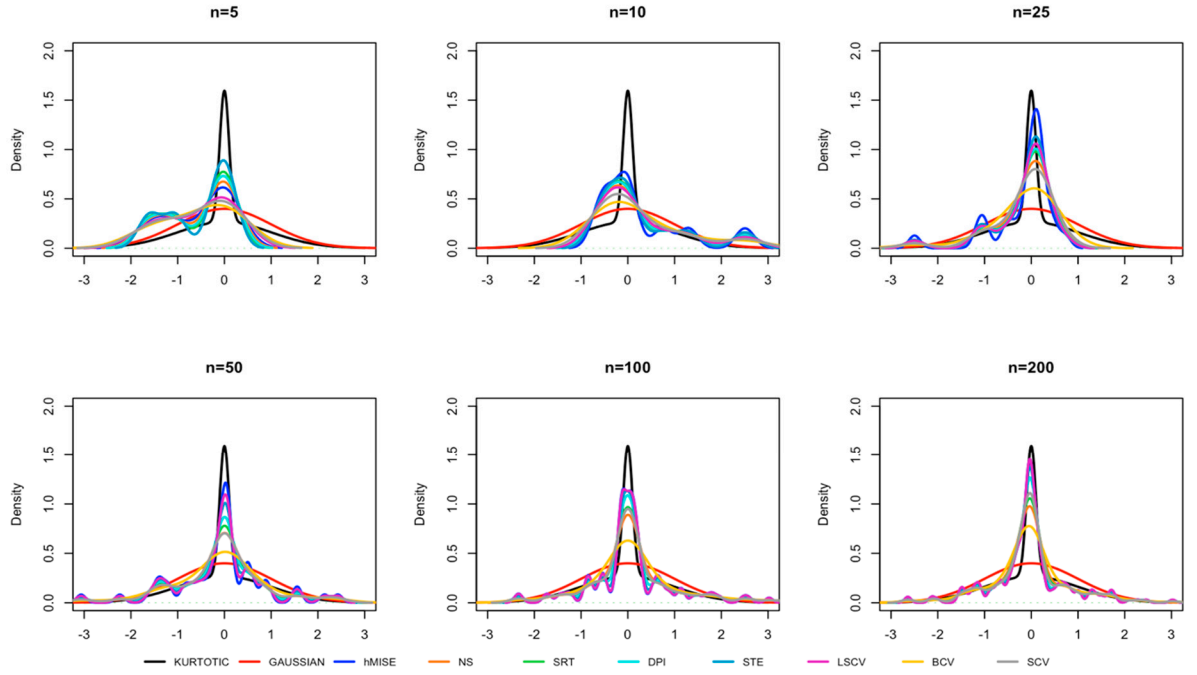 n=5 n=10 n=25
2.0 2.0 2.0
1.5 1.5 1.5
Density Density Density
1.0 1.0 1.0
0.5 0.5 0.5
0.0 0.0 0.0
-3 -2 -1 0 1 2 3 -3 -2 -1 0 1 2 3 -3 -2 -1 0 1 2 3
n=50 n=100 n=200
2.0 2.0 2.0
1.5 1.5 1.5
Density Density Density
1.0 1.0 1.0
0.5 0.5 0.5
0.0 0.0 0.0
-3 -2 -1 0 1 2 3 -3 -2 -1 0 1 2 3 -3 -2 -1 0 1 2 3
KURTOTIC GAUSSIAN hMISE NS SRT DPI STE LSCV BCV SCV